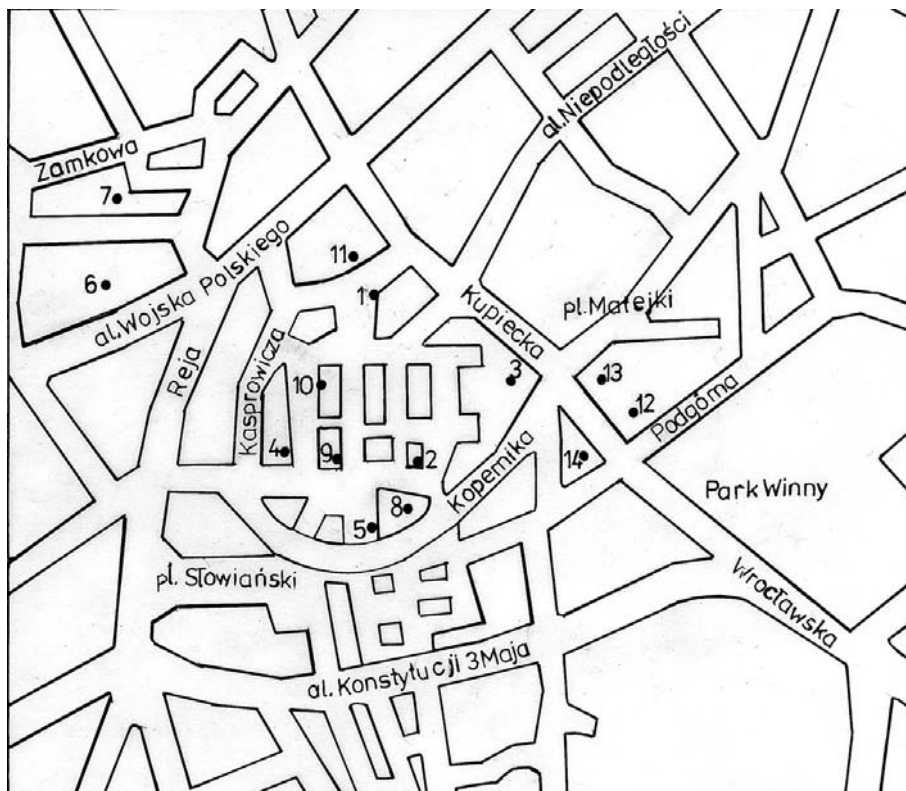 al. Niepodległości
Zamkowa
7
11
6
al. Wojska Polskiego
1
Kupiecka
pl. Matejki
Reja
Kasprowicza
10
3
13
12
Podgórna
4
9
2
Kopernika
14
Park Winny
8
5
pl. Słowiański
Wrocławska
al. Konstytucji 3 Maja